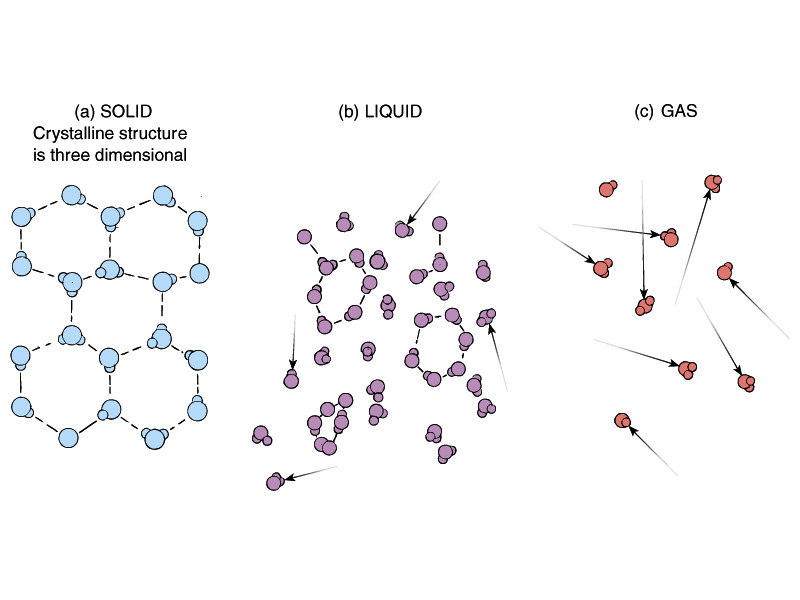 (a) SOLID
Crystalline structure
is three dimensional
(b) LIQUID
(c) GAS